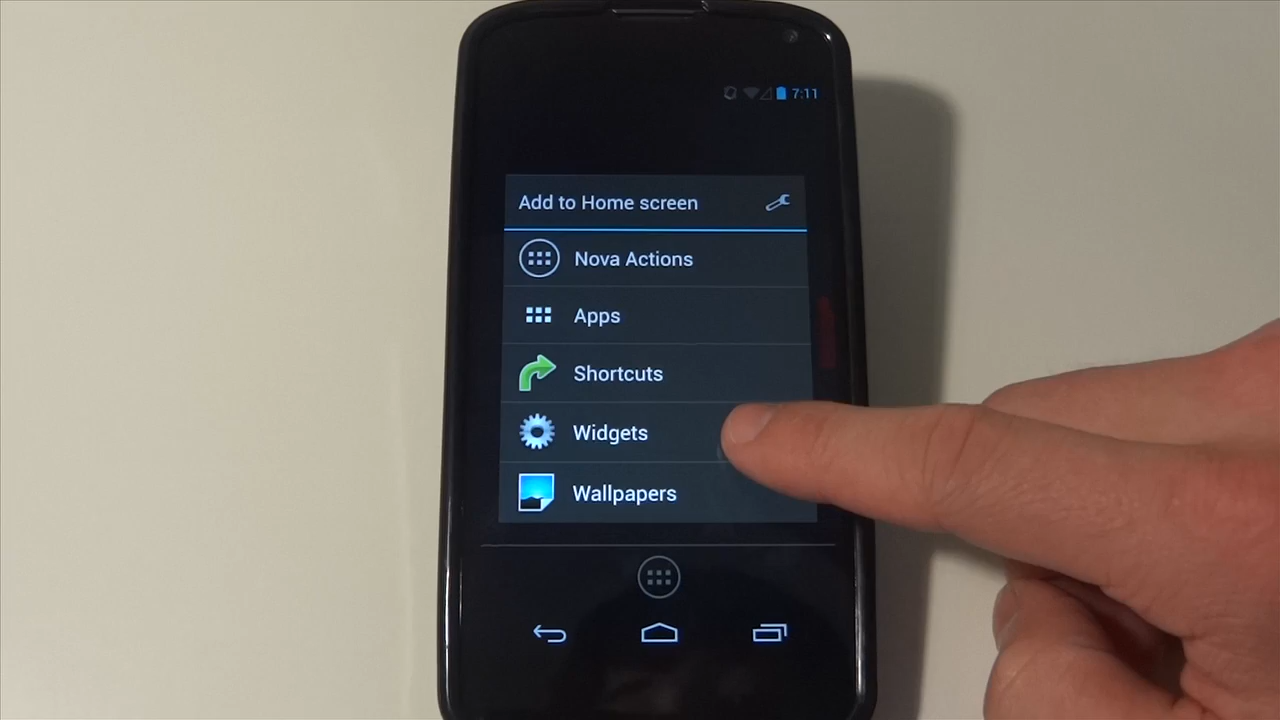 7:11
Add to Home screen
Nova Actions
Apps
Shortcuts
Widgets
Wallpapers